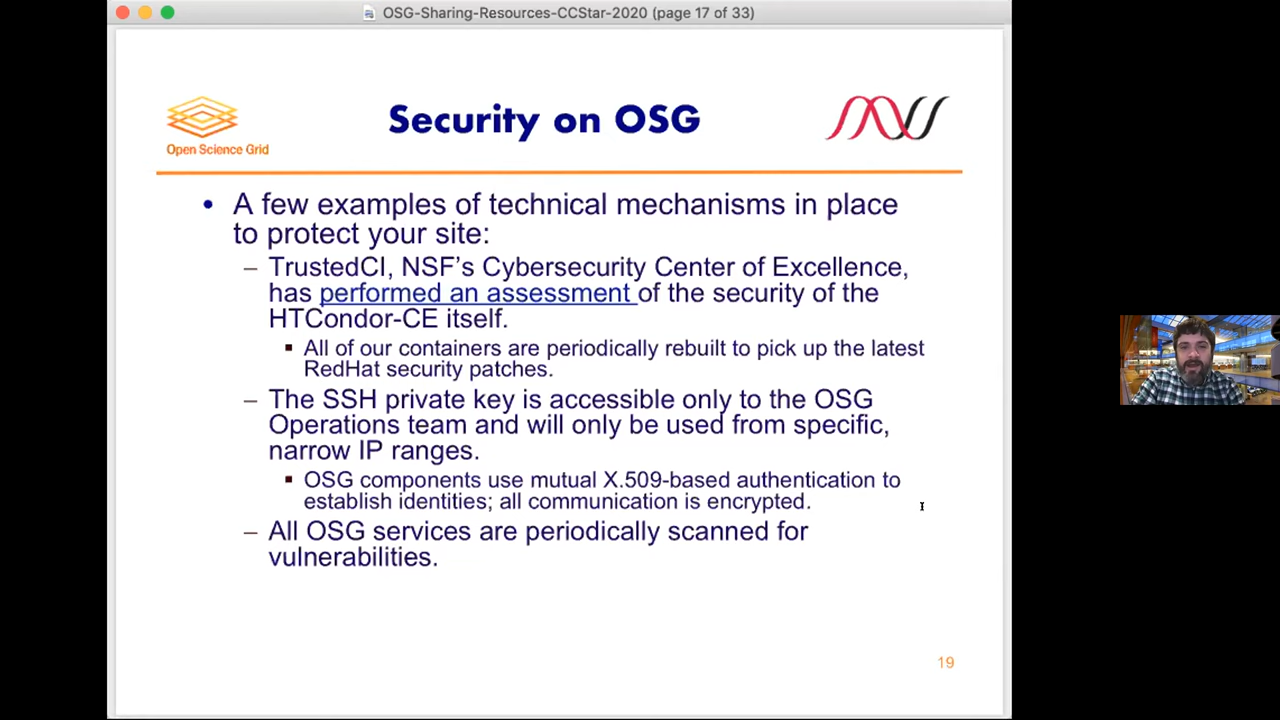 OSG-Sharing-Resources-CCStar-2020 (page 17 of 33)
Open Science Grid
Security on OSG
• A few examples of technical mechanisms in place
to protect your site:
– TrustedCI, NSF's Cybersecurity Center of Excellence,
has performed an assessment of the security of the
HTCondor-CE itself.
▪ All of our containers are periodically rebuilt to pick up the latest
RedHat security patches.
– The SSH private key is accessible only to the OSG
Operations team and will only be used from specific,
narrow IP ranges.
▪ OSG components use mutual X.509-based authentication to
establish identities; all communication is encrypted.
– All OSG services are periodically scanned for
vulnerabilities.
19